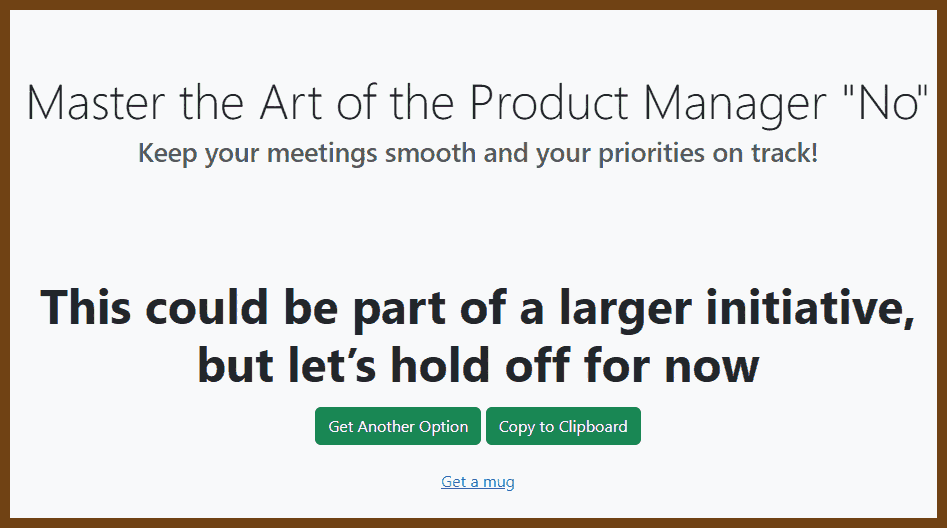 Master the Art of the Product Manager "No"
Keep your meetings smooth and your priorities on track!
This could be part of a larger initiative,
but let’s hold off for now
Get Another Option Copy to Clipboard
Get a mug